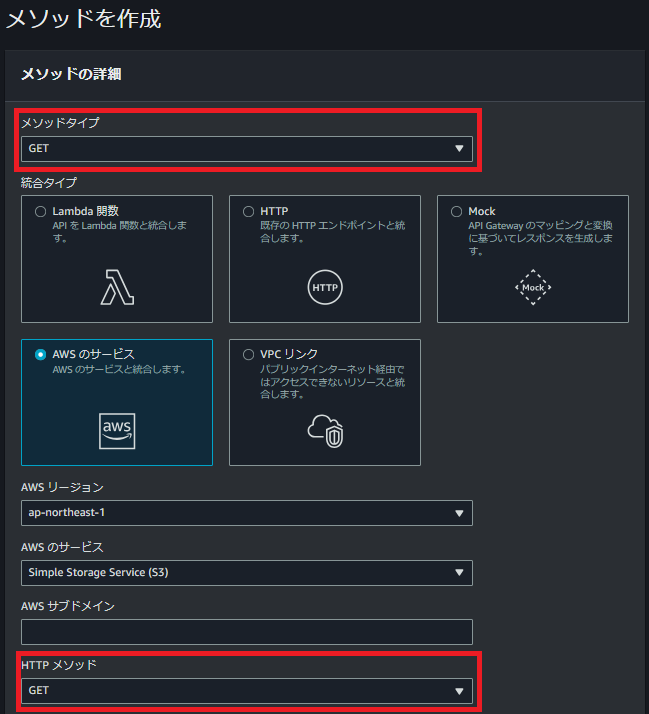 メソッドを作成
メソッドの詳細
メソッドタイプ
GET
統合タイプ
Lambda 関数
API を Lambda 関数と統合しま
す。
HTTP
既存の HTTP エンドポイントと統
合します。
HTTP
Mock
API Gateway のマッピングと変換
に基づいてレスポンスを生成しま
す。
Mock
AWS のサービス
AWS のサービスと統合します。
aws
VPC リンク
パブリックインターネット経由で
はアクセスできないリソースと統
合します。
AWS リージョン
ap-northeast-1
AWS のサービス
Simple Storage Service (S3)
AWS サブドメイン
HTTP メソッド
GET